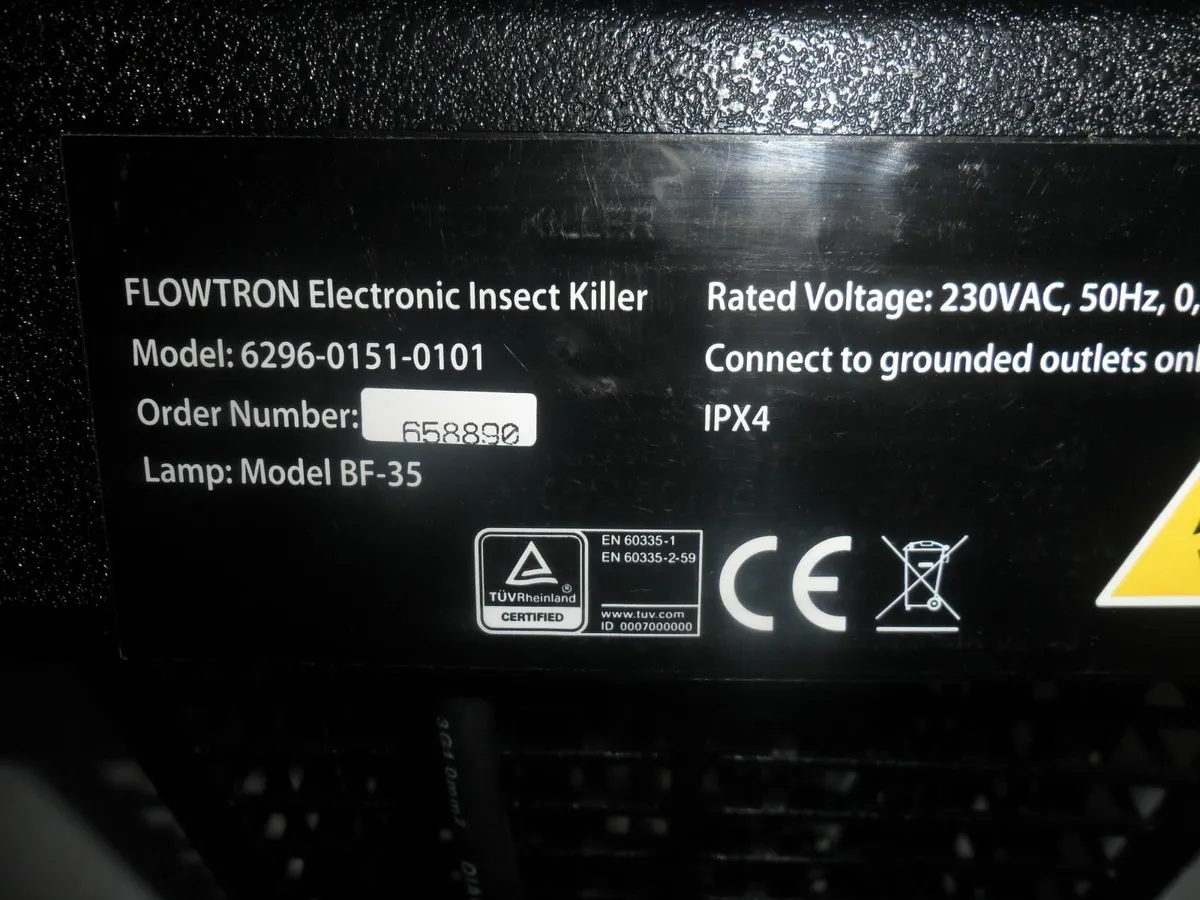 FLOWTRON Electronic Insect Killer
Model: 6296-0151-0101
Order Number: 658890
Lamp: Model BF-35
Rated Voltage: 230VAC, 50Hz, 0,
Connect to grounded outlets
IPX4
TÜVRheinland®
CERTIFIED
EN 60335-1
EN 60335-2-59
www.tuv.com
ID 0007000000
CE